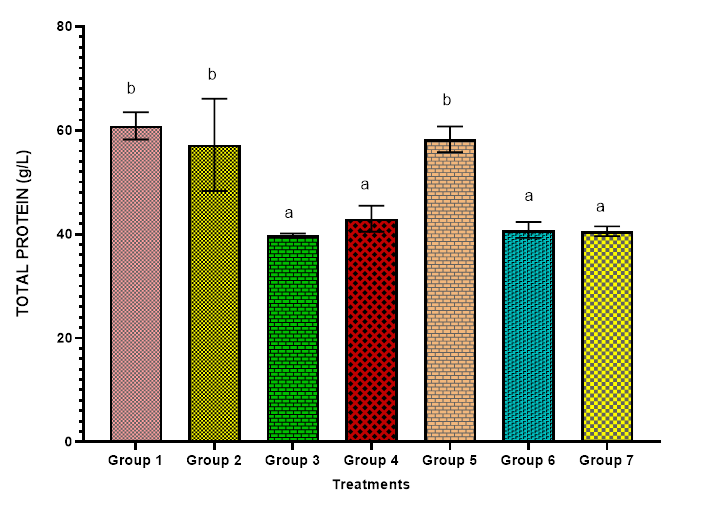 80
60
40
20
0
TOTAL PROTEIN (g/L)
b
b
a
a
b
a
a
Group 1 Group 2 Group 3 Group 4 Group 5 Group 6 Group 7
Treatments